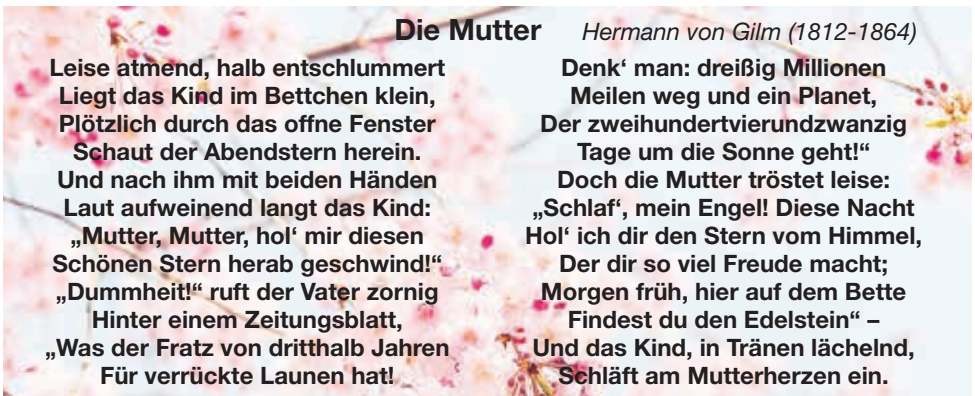 Die Mutter Hermann von Gilm (1812-1864)
Leise atmend, halb entschlummert
Liegt das Kind im Bettchen klein,
Plötzlich durch das offne Fenster
Schaut der Abendstern herein.
Und nach ihm mit beiden Händen
Laut aufweinend langt das Kind:
„Mutter, Mutter, hol‘ mir diesen
Schönen Stern herab geschwind!“
„Dummheit!“ ruft der Vater zornig
Hinter einem Zeitungsblatt,
„Was der Fratz von dritthalb Jahren
Für verrückte Launen hat!
Denk‘ man: dreißig Millionen
Meilen weg und ein Planet,
Der zweihundertvierundzwanzig
Tage um die Sonne geht!“
Doch die Mutter tröstet leise:
„Schlaf‘, mein Engel! Diese Nacht
Hol‘ ich dir den Stern vom Himmel,
Der dir so viel Freude macht;
Morgen früh, hier auf dem Bette
Findest du den Edelstein“ –
Und das Kind, in Tränen lächelnd,
Schläft am Mutterherzen ein.